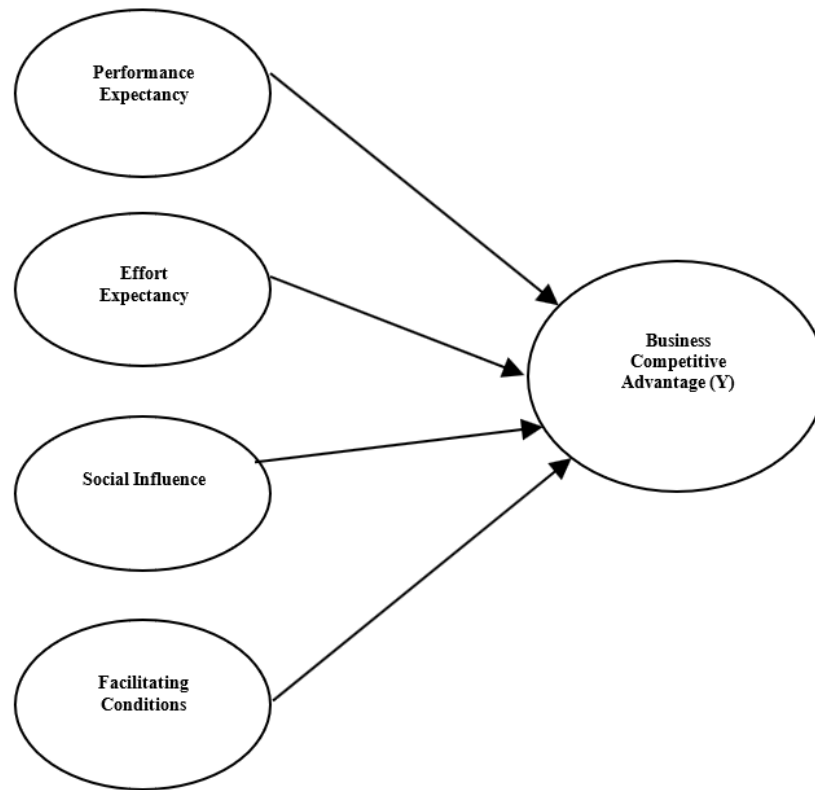 Performance
Expectancy
Effort
Expectancy
Business
Competitive
Advantage (Y)
Social Influence
Facilitating
Conditions